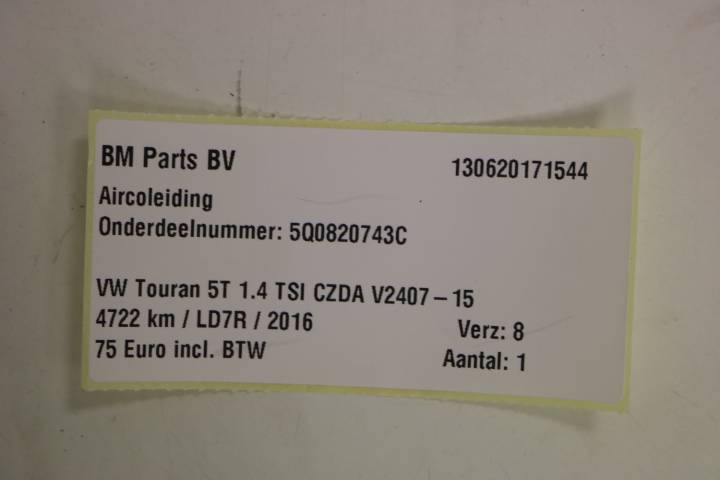 BM Parts BV 130620171544
Aircoleiding
Onderdeelnummer: 5Q0820743C
VW Touran 5T 1.4 TSI CZDA V2407-15
4722 km / LD7R / 2016 Verz: 8
75 Euro incl. BTW Aantal: 1